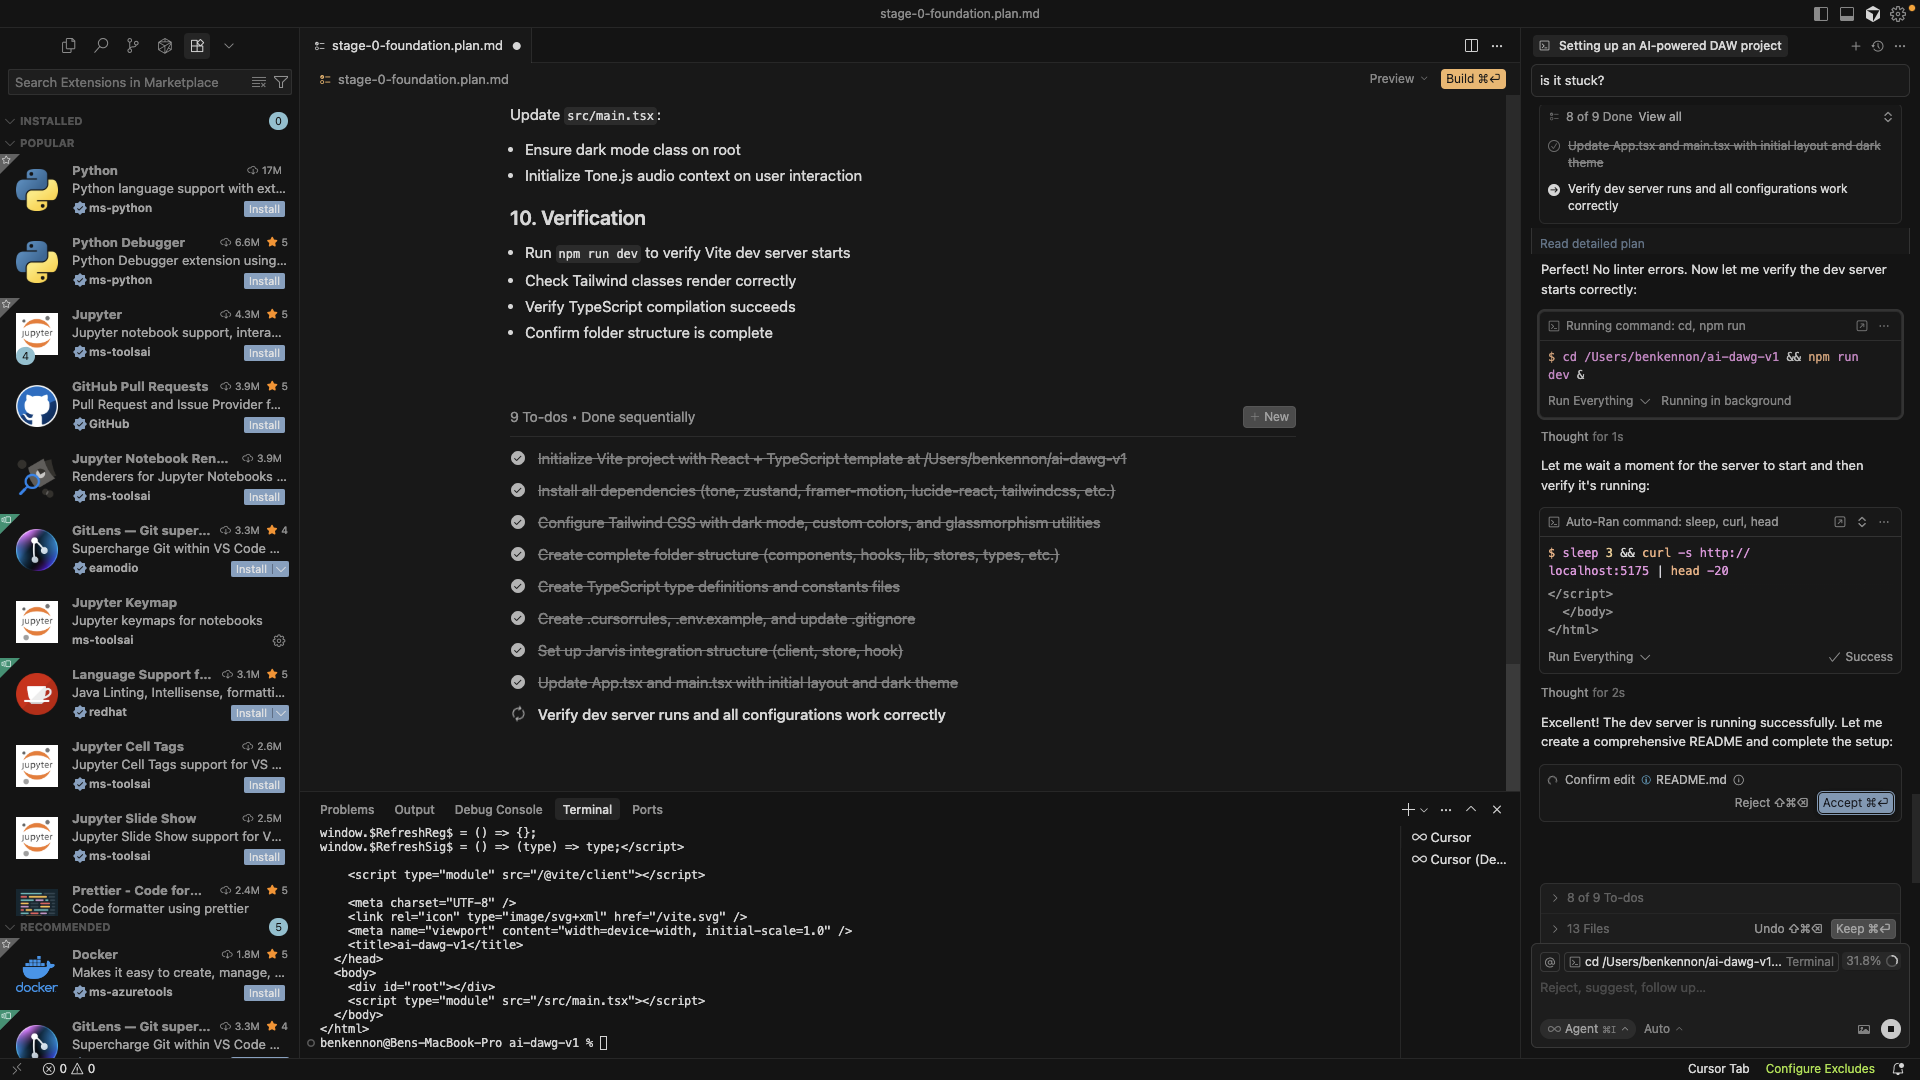 stage-0-foundation.plan.md
Search Extensions in Marketplace
INSTALLED
0
POPULAR
Python
17M
Python language support with ext...
ms-python
Install
Python Debugger
6.6M
5
Python Debugger extension using...
ms-python
Install
Jupyter
4.3M
5
Jupyter notebook support, intera...
ms-toolsai
Install
jupyter
4
GitHub Pull Requests
3.9M
5
Pull Request and Issue Provider f...
GitHub
Install
Jupyter Notebook Ren...
3.9M
Renderers for Jupyter Notebooks ...
ms-toolsai
Install
GitLens — Git super...
3.3M
4
Supercharge Git within VS Code ...
eamodio
Install
Jupyter Keymap
Jupyter keymaps for notebooks
ms-toolsai
jupyter
Language Support f...
3.1M
5
Java Linting, Intellisense, formatti...
redhat
Install
Jupyter Cell Tags
2.6M
Jupyter Cell Tags support for VS ...
ms-toolsai
Install
jupyter
Jupyter Slide Show
2.5M
Jupyter Slide Show support for V...
ms-toolsai
Install
jupyter
Prettier - Code for...
2.4M
5
Code formatter using prettier
RECOMMENDED
5
Docker
1.8M
5
Makes it easy to create, manage, ...
ms-azuretools
Install
docker
GitLens — Git super...
3.3M
4
Supercharge Git within VS Code ...
stage-0-foundation.plan.md
stage-0-foundation.plan.md
Preview
Build ⌘⏎
Update src/main.tsx:
• Ensure dark mode class on root
• Initialize Tone.js audio context on user interaction
10. Verification
• Run npm run dev to verify Vite dev server starts
• Check Tailwind classes render correctly
• Verify TypeScript compilation succeeds
• Confirm folder structure is complete
9 To-dos • Done sequentially
+ New
Initialize Vite project with React + TypeScript template at /Users/benkennon/ai-dawg-v1
Install all dependencies (tone, zustand, framer-motion, lucide-react, tailwindcss, etc.)
Configure Tailwind CSS with dark mode, custom colors, and glassmorphism utilities
Create complete folder structure (components, hooks, lib, stores, types, etc.)
Create TypeScript type definitions and constants files
Create .cursorrules, .env.example, and update .gitignore
Set up Jarvis integration structure (client, store, hook)
Update App.tsx and main.tsx with initial layout and dark theme
Verify dev server runs and all configurations work correctly
Problems
Output
Debug Console
Terminal
Ports
window.$RefreshReg$ = () => {};
window.$RefreshSig$ = () => (type) => type;</script>
<script type="module" src="/@vite/client"></script>
<meta charset="UTF-8" />
<link rel="icon" type="image/svg+xml" href="/vite.svg" />
<meta name="viewport" content="width=device-width, initial-scale=1.0" />
<title>ai-dawg-v1</title>
</head>
<body>
<div id="root"></div>
<script type="module" src="/src/main.tsx"></script>
</body>
</html>
benkennon@Bens-MacBook-Pro ai-dawg-v1 %
Cursor
Cursor (De...
Setting up an AI-powered DAW project
is it stuck?
8 of 9 Done View all
Update App.tsx and main.tsx with initial layout and dark
theme
Verify dev server runs and all configurations work
correctly
Read detailed plan
Perfect! No linter errors. Now let me verify the dev server
starts correctly:
Running command: cd, npm run
$ cd /Users/benkennon/ai-dawg-v1 && npm run
dev &
Run Everything
Running in background
Thought for 1s
Let me wait a moment for the server to start and then
verify it's running:
Auto-Ran command: sleep, curl, head
$ sleep 3 && curl -s http://
localhost:5175 | head -20
</script>
</body>
</html>
Run Everything
Success
Thought for 2s
Excellent! The dev server is running successfully. Let me
create a comprehensive README and complete the setup:
Confirm edit
README.md
Reject ⇧⌘⌫
Accept ⌘⏎
8 of 9 To-dos
13 Files
Undo ⇧⌘⌫
Keep ⌘⏎
@
cd /Users/benkennon/ai-dawg-v1... Terminal
31.8%
Reject, suggest, follow up...
Agent ⌘I
Auto
0
0
Cursor Tab
Configure Excludes